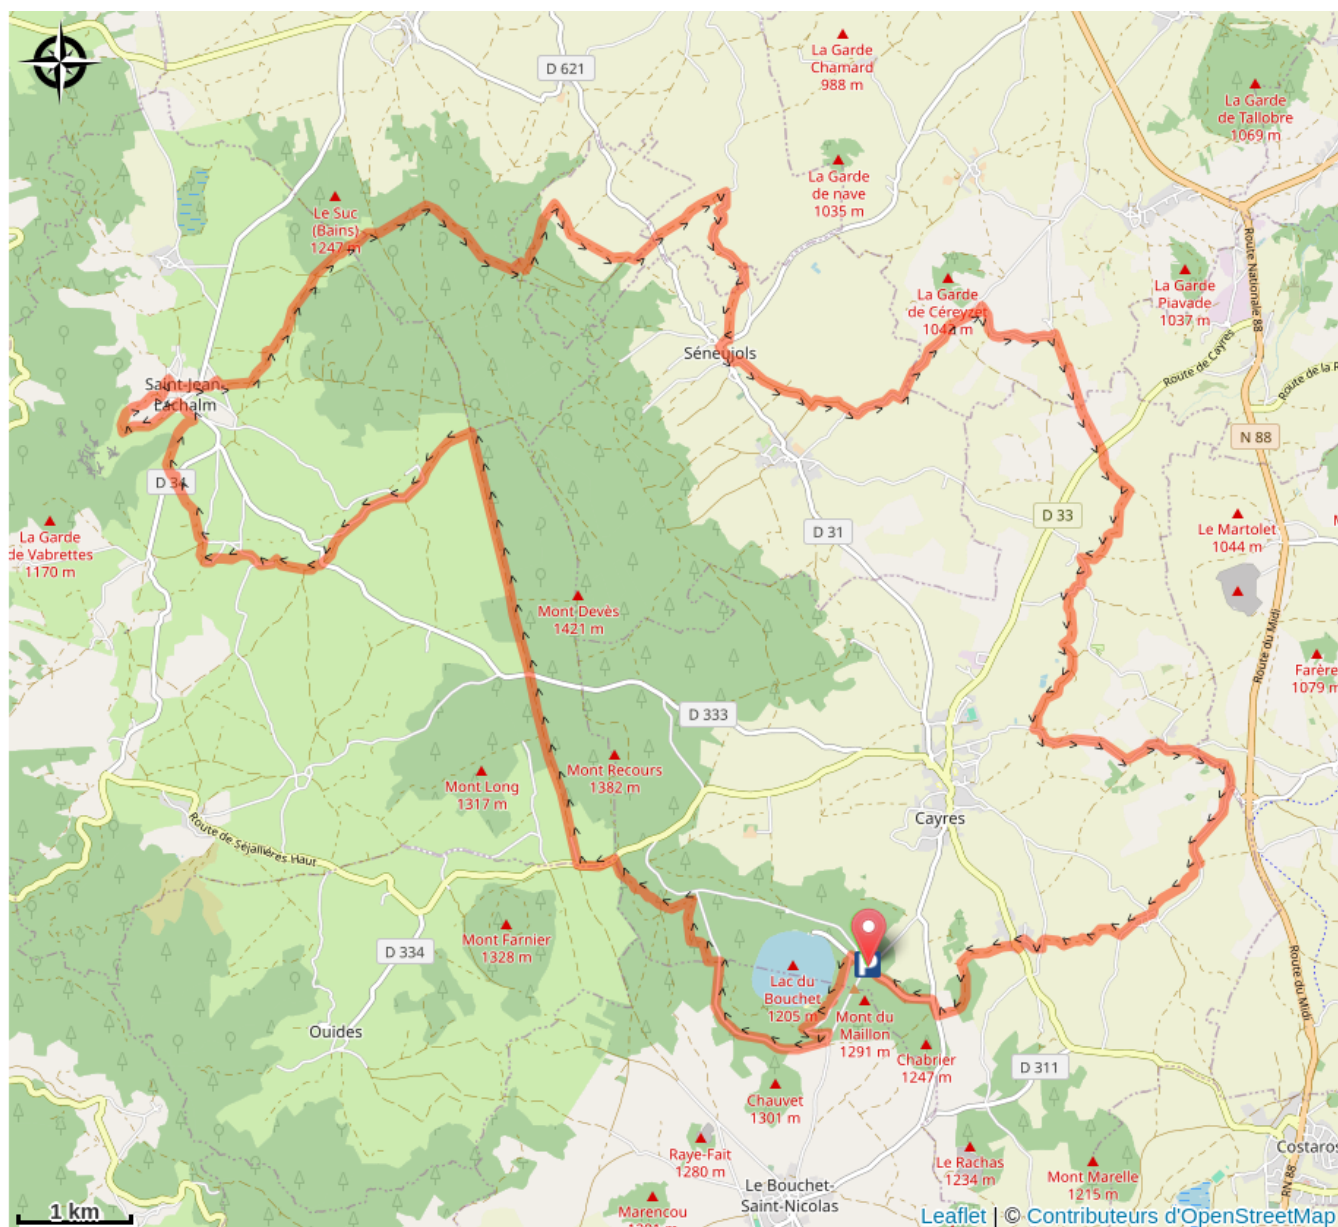 La Garde
Chamard
988 m
D 621
La Garde
de Tallobre
1069 m
La Garde
de nave
1035 m
Le Suc
(Bains)
1247 m
Route Nationale 88
La Garde
Piavade
1037 m
La Garde
de Céreyzet
1042 m
Séneujols
Route de Cayres
Route de la
Saint-Jean-
Lachalm
N 88
D 34
La Garde
de Vabrettes
1170 m
D 33
D 31
Le Martolet
1044 m
Mont Devès
1421 m
Route du Midi
Farère
1079 m
D 333
Mont Recours
1382 m
Mont Long
1317 m
Cayres
Route de Séjallières Haut
Mont Farnier
1328 m
D 334
P
Lac du
Bouchet
1205 m
Mont du
Maillon
1291 m
Route du Midi
Ouides
Chabrier
1247 m
D 311
Chauvet
1301 m
Raye-Fait
1280 m
Le Rachas
1234 m
Mont Marelle
1215 m
Costaros
RN 88
Le Bouchet-
Saint-Nicolas
Marencou
1 km
Leaflet | © Contributeurs d'OpenStreetMap